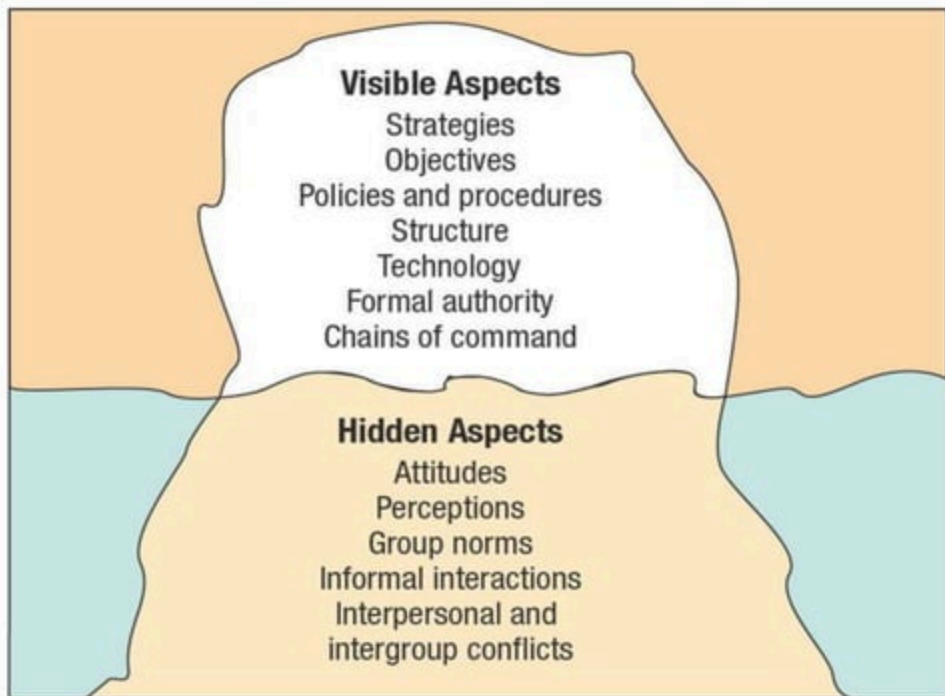 Visible Aspects
Strategies
Objectives
Policies and procedures
Structure
Technology
Formal authority
Chains of command
Hidden Aspects
Attitudes
Perceptions
Group norms
Informal interactions
Interpersonal and
intergroup conflicts